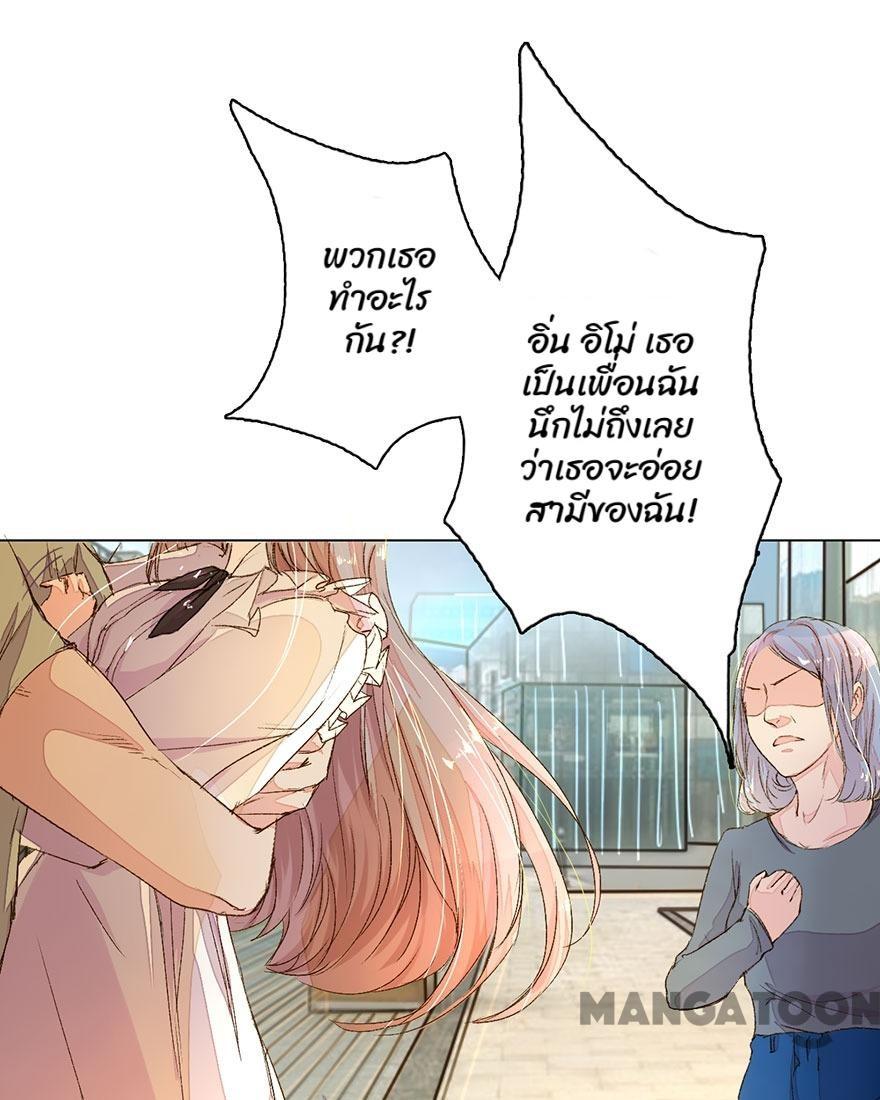 พวกเธอ
ทำอะไร
กัน?!
อิ่น อิโม่ เธอ
เป็นเพื่อนฉัน
นึกไม่ถึงเลย
ว่าเธอจะอ่อย
สามีของฉัน!
MANGATOON